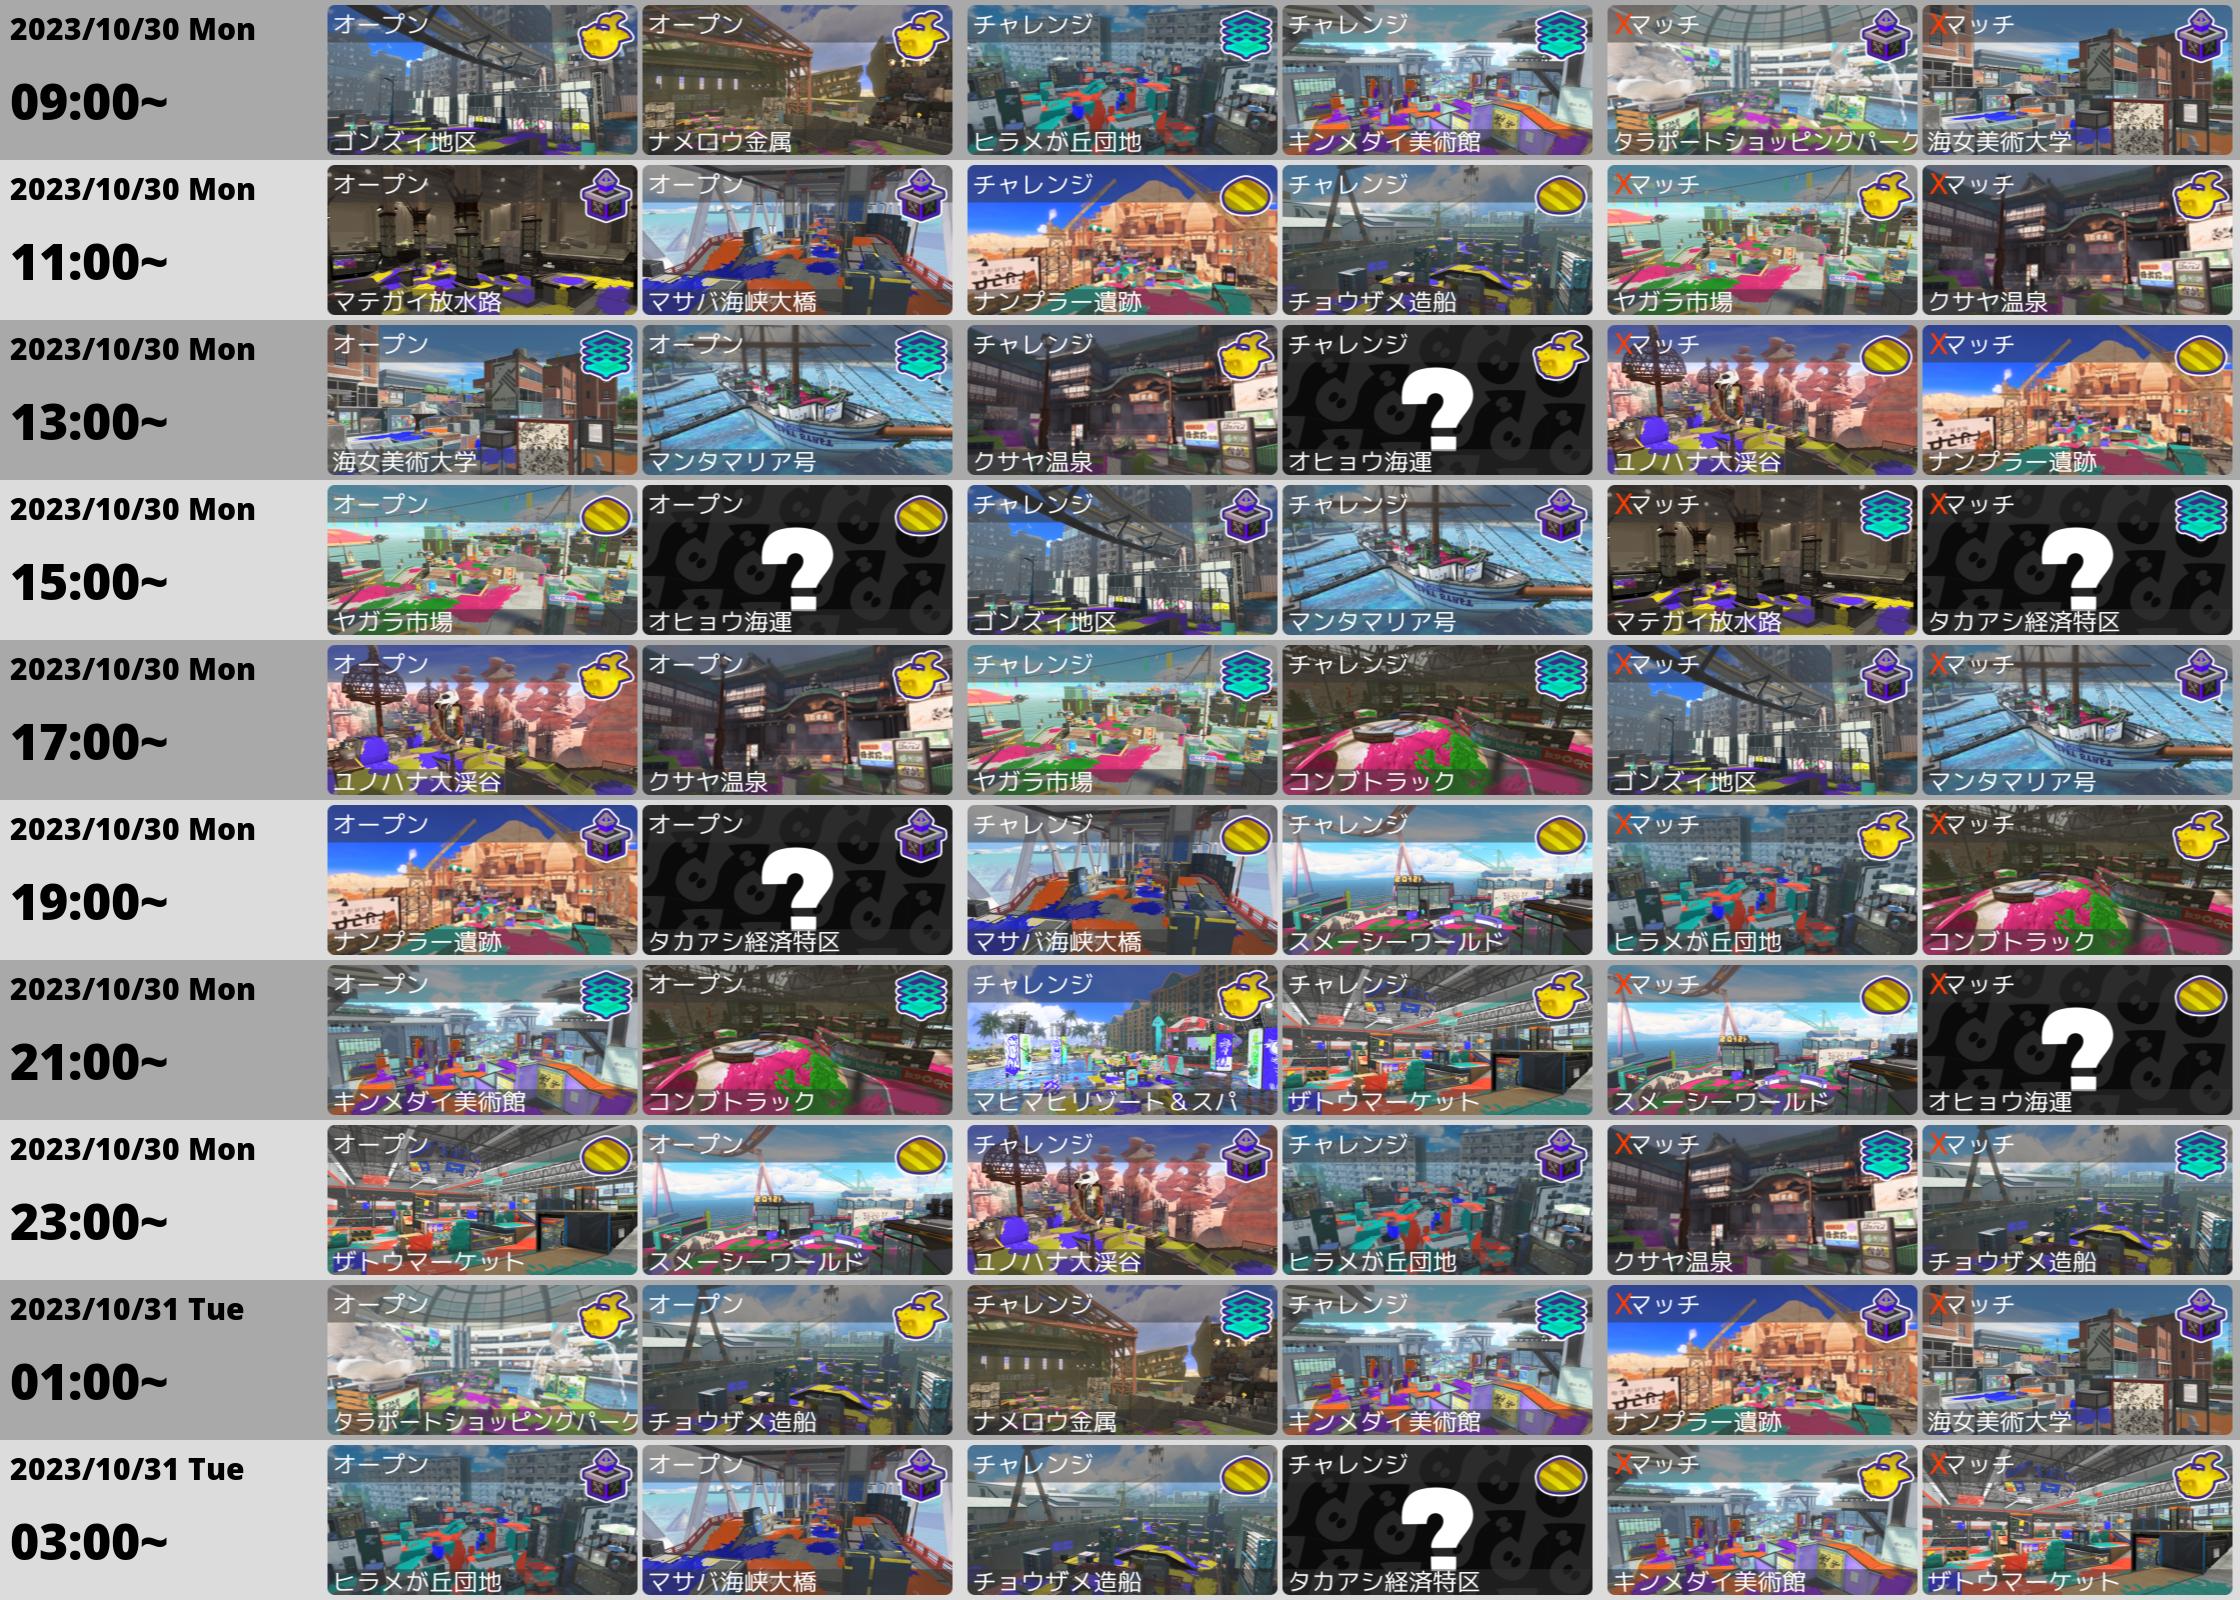 2023/10/30 Mon
09:00~
オープン
ゴンズイ地区
オープン
ナメロウ金属
チャレンジ
ヒラメが丘団地
チャレンジ
キンメダイ美術館
Xマッチ
タラポートショッピングパーク
Xマッチ
海女美術大学
2023/10/30 Mon
11:00~
オープン
マテガイ放水路
オープン
マサバ海峡大橋
チャレンジ
ナンプラー遺跡
チャレンジ
チョウザメ造船
Xマッチ
ヤガラ市場
Xマッチ
クサヤ温泉
2023/10/30 Mon
13:00~
オープン
海女美術大学
オープン
マンタマリア号
チャレンジ
クサヤ温泉
チャレンジ
?
オヒョウ海運
Xマッチ
ユノハナ大渓谷
Xマッチ
ナンプラー遺跡
2023/10/30 Mon
15:00~
オープン
ヤガラ市場
オープン
?
オヒョウ海運
チャレンジ
ゴンズイ地区
チャレンジ
マンタマリア号
Xマッチ
マテガイ放水路
Xマッチ
?
タカアシ経済特区
2023/10/30 Mon
17:00~
オープン
ユノハナ大渓谷
オープン
クサヤ温泉
チャレンジ
ヤガラ市場
チャレンジ
コンブトラック
Xマッチ
ゴンズイ地区
Xマッチ
マンタマリア号
2023/10/30 Mon
19:00~
オープン
ナンプラー遺跡
オープン
?
タカアシ経済特区
チャレンジ
マサバ海峡大橋
チャレンジ
スメーシーワールド
Xマッチ
ヒラメが丘団地
Xマッチ
コンブトラック
2023/10/30 Mon
21:00~
オープン
キンメダイ美術館
オープン
コンブトラック
チャレンジ
マヒマヒリゾート＆スパ
チャレンジ
ザトウマーケット
Xマッチ
スメーシーワールド
Xマッチ
?
オヒョウ海運
2023/10/30 Mon
23:00~
オープン
ザトウマーケット
オープン
スメーシーワールド
チャレンジ
ユノハナ大渓谷
チャレンジ
ヒラメが丘団地
Xマッチ
クサヤ温泉
Xマッチ
チョウザメ造船
2023/10/31 Tue
01:00~
オープン
タラポートショッピングパーク
オープン
チョウザメ造船
チャレンジ
ナメロウ金属
チャレンジ
キンメダイ美術館
Xマッチ
ナンプラー遺跡
Xマッチ
海女美術大学
2023/10/31 Tue
03:00~
オープン
ヒラメが丘団地
オープン
マサバ海峡大橋
チャレンジ
チョウザメ造船
チャレンジ
?
タカアシ経済特区
Xマッチ
キンメダイ美術館
Xマッチ
ザトウマーケット